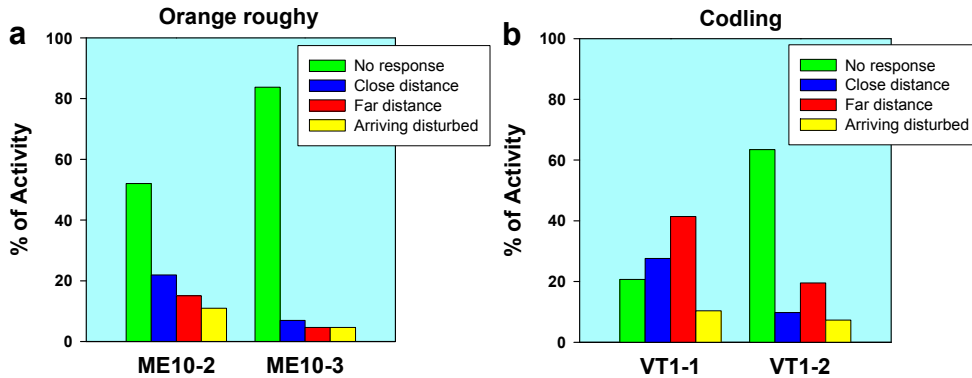 a
Orange roughy
% of Activity
100
80
60
40
20
0
No response
Close distance
Far distance
Arriving disturbed
ME10-2
ME10-3
b
Codling
% of Activity
100
80
60
40
20
0
No response
Close distance
Far distance
Arriving disturbed
VT1-1
VT1-2